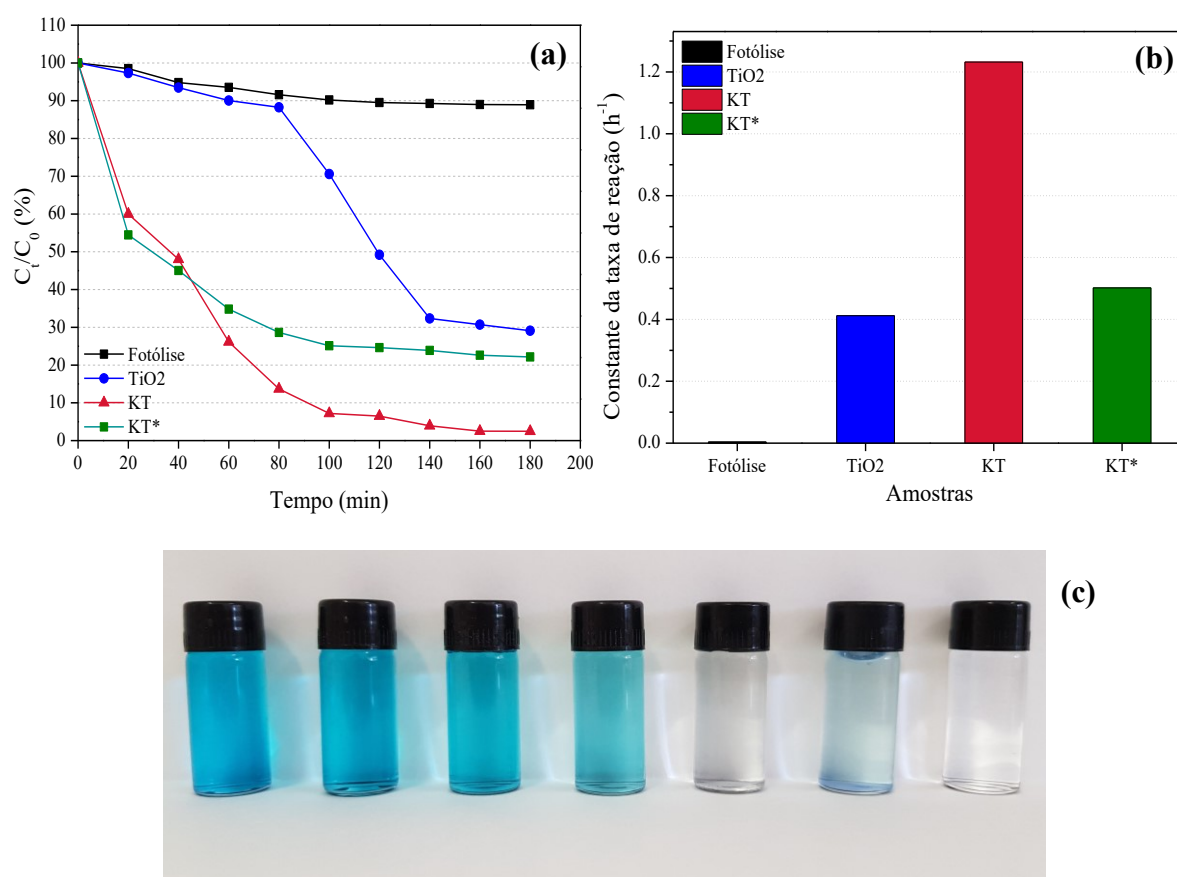 (a)
C_t/C_0 (%)
110
100
90
80
70
60
50
40
30
20
10
0
Fotólise
TiO2
KT
KT*
0 20 40 60 80 100 120 140 160 180 200
Tempo (min)
(b)
Constante da taxa de reação (h^-1)
Fotólise
TiO2
KT
KT*
1.2
1.0
0.8
0.6
0.4
0.2
0.0
Fotólise TiO2 KT KT*
Amostras
(c)